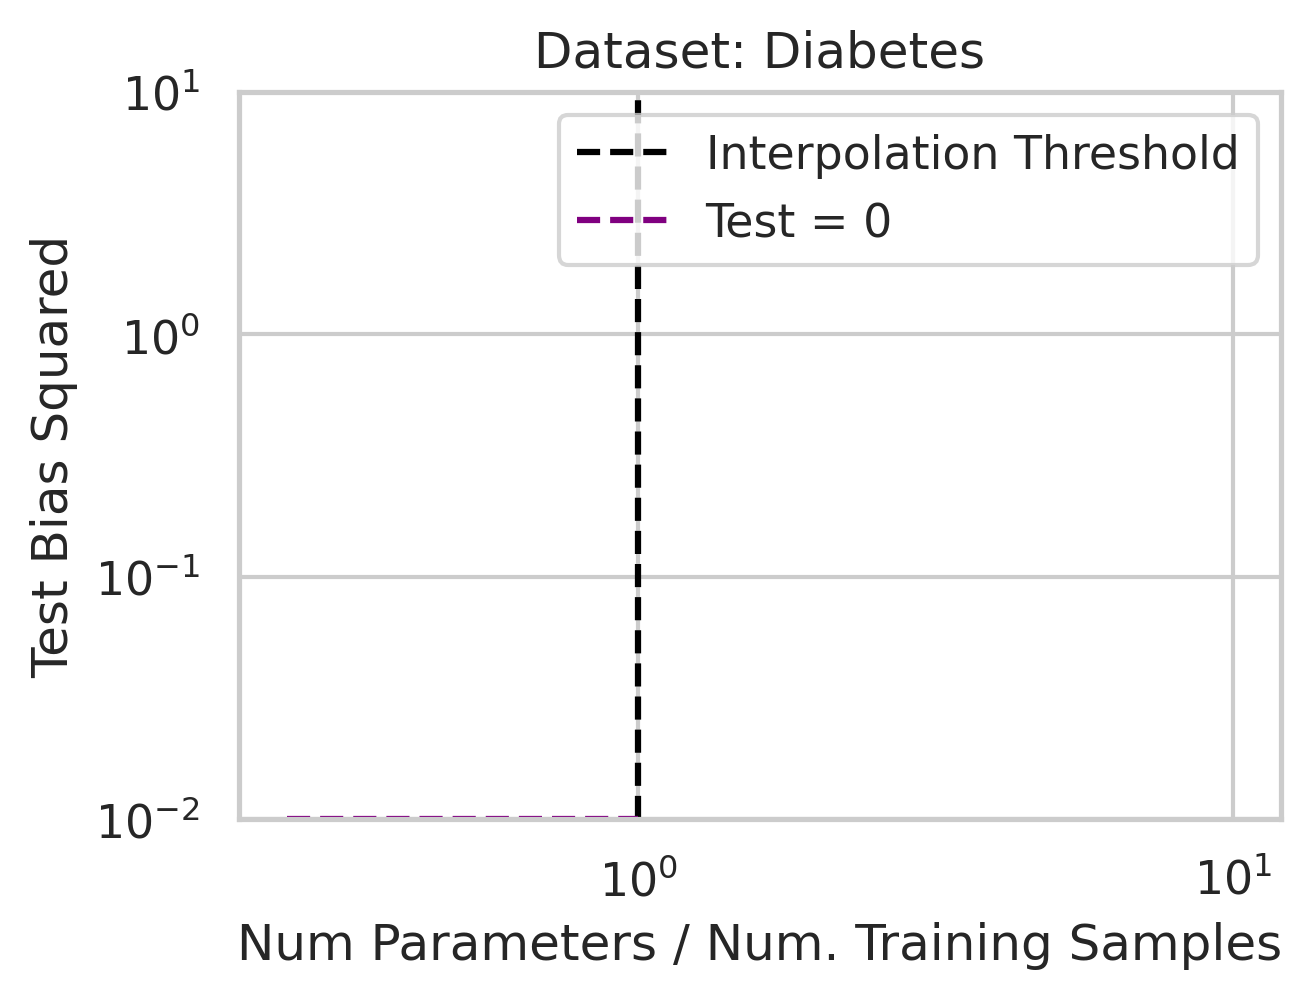 Dataset: Diabetes
10¹
Interpolation Threshold
Test = 0
10⁰
10⁻¹
10⁻²
Test Bias Squared
10⁰
10¹
Num Parameters / Num. Training Samples